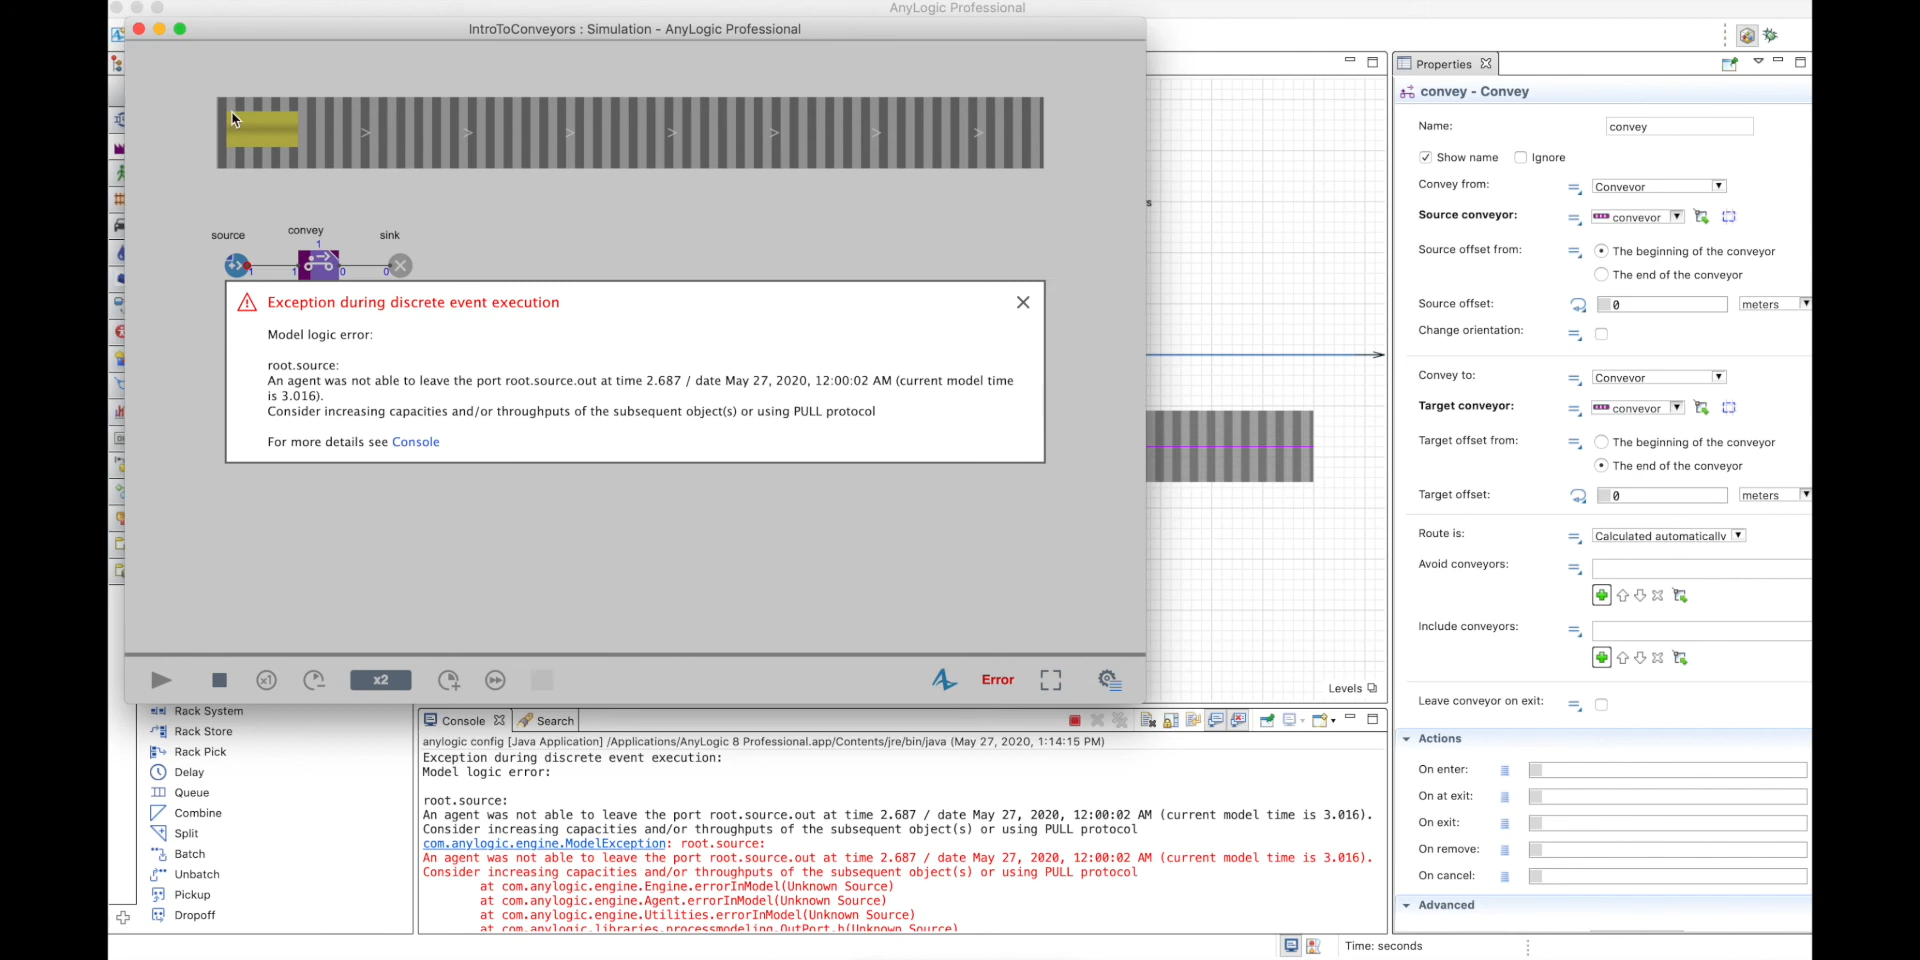 AnyLogic Professional
IntroToConveyors : Simulation - AnyLogic Professional
source
convey
sink
1
1
1
0
0
Exception during discrete event execution
Model logic error:
root.source:
An agent was not able to leave the port root.source.out at time 2.687 / date May 27, 2020, 12:00:02 AM (current model time
is 3.016).
Consider increasing capacities and/or throughputs of the subsequent object(s) or using PULL protocol
For more details see Console
x1
x2
Error
Levels
Rack System
Rack Store
Rack Pick
Delay
Queue
Combine
Split
Batch
Unbatch
Pickup
Dropoff
Console
Search
anylogic config [Java Application] /Applications/AnyLogic 8 Professional.app/Contents/jre/bin/java (May 27, 2020, 1:14:15 PM)
Exception during discrete event execution:
Model logic error:
root.source:
An agent was not able to leave the port root.source.out at time 2.687 / date May 27, 2020, 12:00:02 AM (current model time is 3.016).
Consider increasing capacities and/or throughputs of the subsequent object(s) or using PULL protocol
com.anylogic.engine.ModelException: root.source:
An agent was not able to leave the port root.source.out at time 2.687 / date May 27, 2020, 12:00:02 AM (current model time is 3.016).
Consider increasing capacities and/or throughputs of the subsequent object(s) or using PULL protocol
at com.anylogic.engine.Engine.errorInModel(Unknown Source)
at com.anylogic.engine.Agent.errorInModel(Unknown Source)
at com.anylogic.engine.Utilities.errorInModel(Unknown Source)
at com.anylogic.libraries.processmodeling.OutPort.h(Unknown Source)
Properties
convey - Convey
Name: convey
Show name Ignore
Convey from: Conveyor
Source conveyor: conveyor
Source offset from: The beginning of the conveyor
The end of the conveyor
Source offset: 0 meters
Change orientation:
Convey to: Conveyor
Target conveyor: conveyor
Target offset from: The beginning of the conveyor
The end of the conveyor
Target offset: 0 meters
Route is: Calculated automatically
Avoid conveyors:
Include conveyors:
Leave conveyor on exit:
Actions
On enter:
On at exit:
On exit:
On remove:
On cancel:
Advanced
Time: seconds